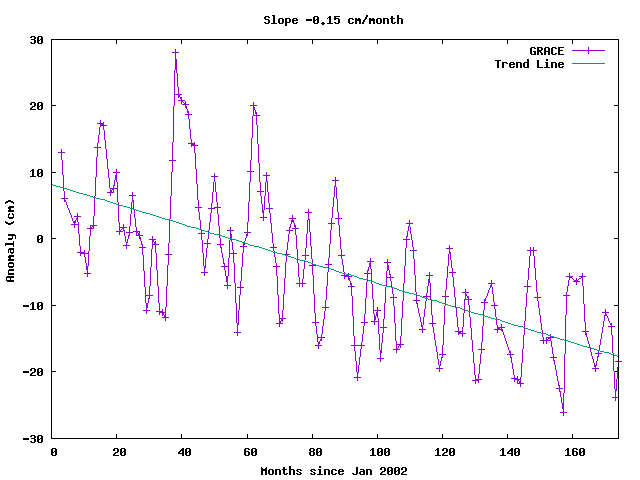 Slope -0.15 cm/month
GRACE
Trend Line
30
20
10
0
-10
-20
-30
Anomaly (cm)
0 20 40 60 80 100 120 140 160
Months since Jan 2002